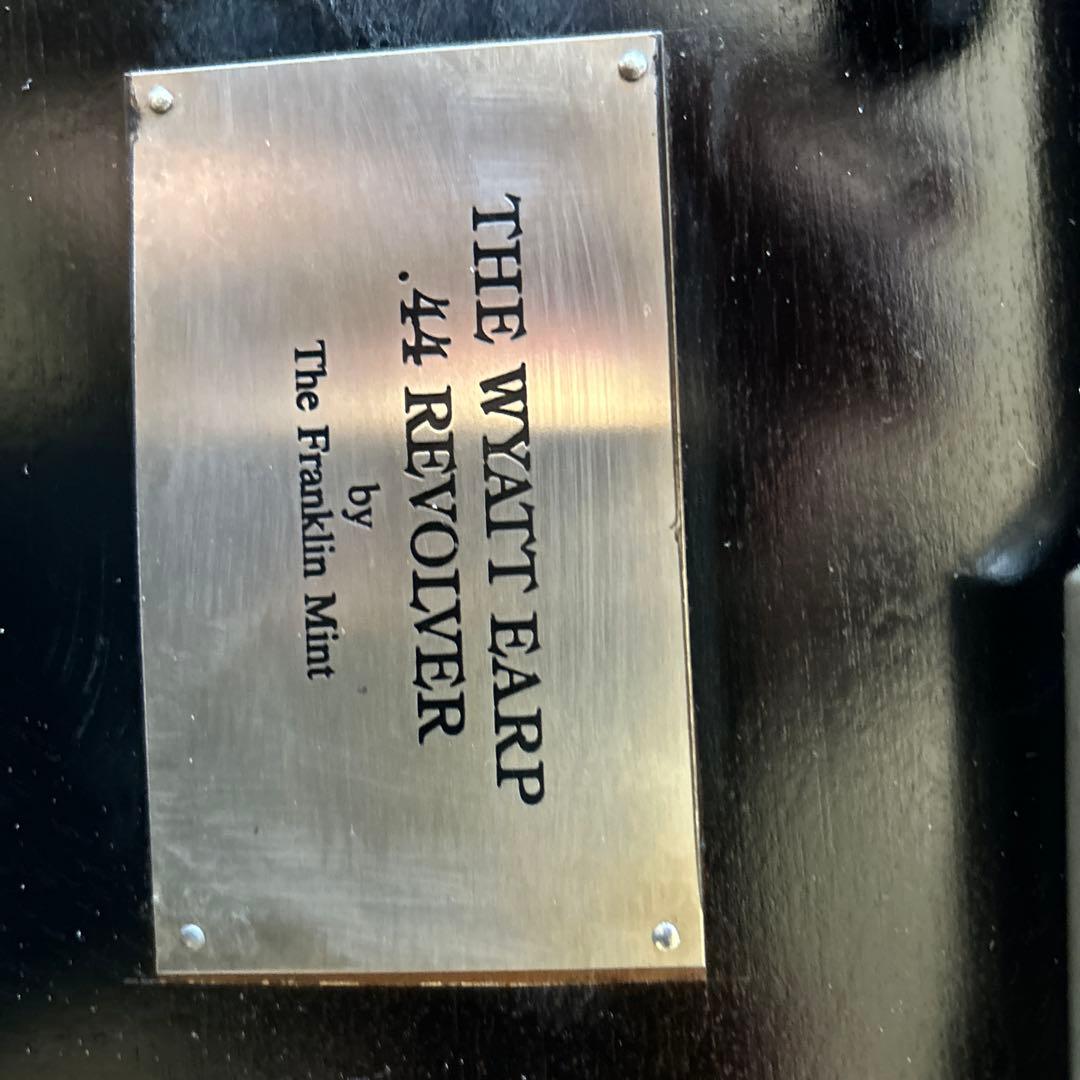 THE WYATT EARP
.44 REVOLVER
by
The Franklin Mint